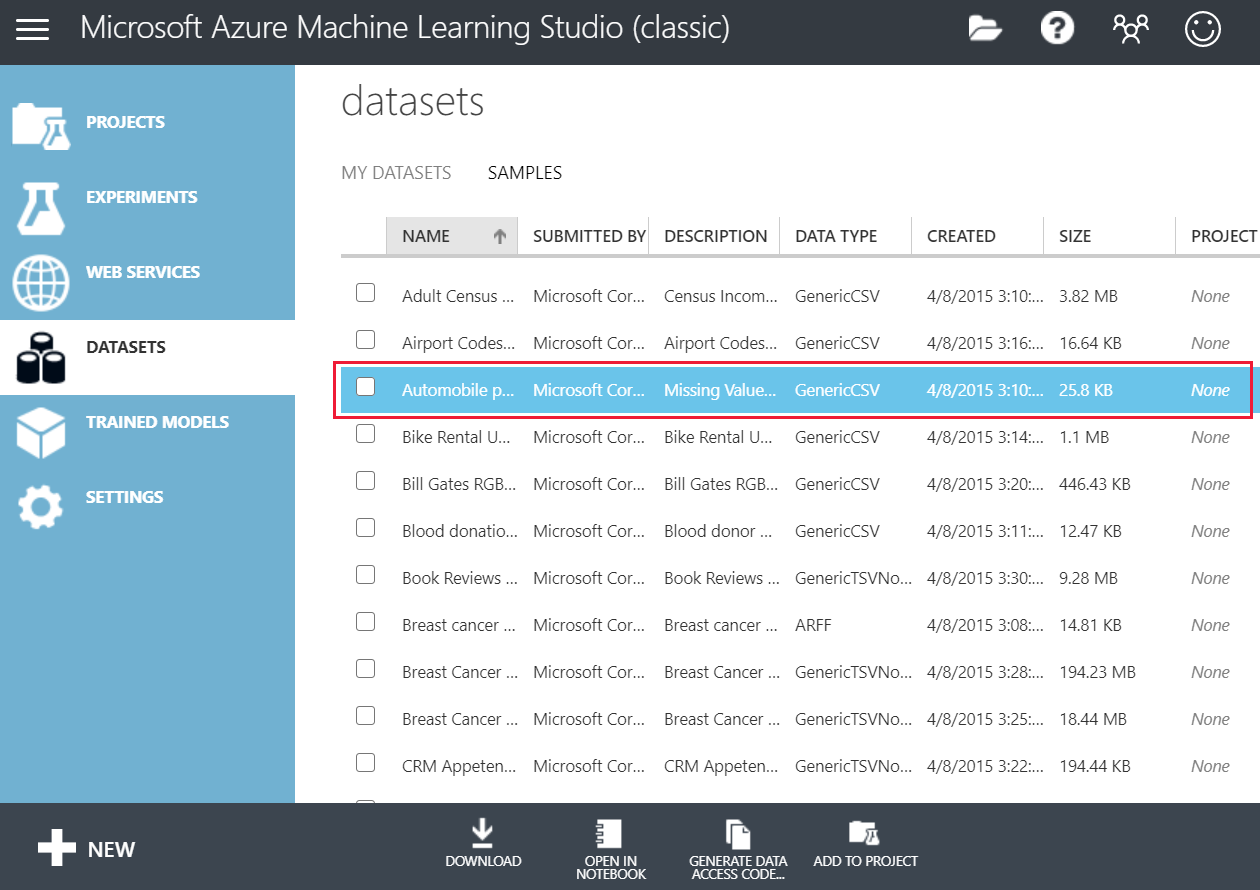 Microsoft Azure Machine Learning Studio (classic)
PROJECTS
EXPERIMENTS
WEB SERVICES
DATASETS
TRAINED MODELS
SETTINGS
datasets
MY DATASETS SAMPLES
NAME SUBMITTED BY DESCRIPTION DATA TYPE CREATED SIZE PROJECT
Adult Census ... Microsoft Cor... Census Incom... GenericCSV 4/8/2015 3:10:... 3.82 MB None
Airport Codes... Microsoft Cor... Airport Codes... GenericCSV 4/8/2015 3:16:... 16.64 KB None
Automobile p... Microsoft Cor... Missing Value... GenericCSV 4/8/2015 3:10:... 25.8 KB None
Bike Rental U... Microsoft Cor... Bike Rental U... GenericCSV 4/8/2015 3:14:... 1.1 MB None
Bill Gates RGB... Microsoft Cor... Bill Gates RGB... GenericCSV 4/8/2015 3:20:... 446.43 KB None
Blood donatio... Microsoft Cor... Blood donor ... GenericCSV 4/8/2015 3:11:... 12.47 KB None
Book Reviews ... Microsoft Cor... Book Reviews ... GenericTSVNo... 4/8/2015 3:30:... 9.28 MB None
Breast cancer ... Microsoft Cor... Breast cancer ... ARFF 4/8/2015 3:08:... 14.81 KB None
Breast Cancer ... Microsoft Cor... Breast Cancer ... GenericTSVNo... 4/8/2015 3:28:... 194.23 MB None
Breast Cancer ... Microsoft Cor... Breast Cancer ... GenericTSVNo... 4/8/2015 3:25:... 18.44 MB None
CRM Appeten... Microsoft Cor... CRM Appeten... GenericTSVNo... 4/8/2015 3:22:... 194.44 KB None
NEW
DOWNLOAD
OPEN IN
NOTEBOOK
GENERATE DATA
ACCESS CODE...
ADD TO PROJECT